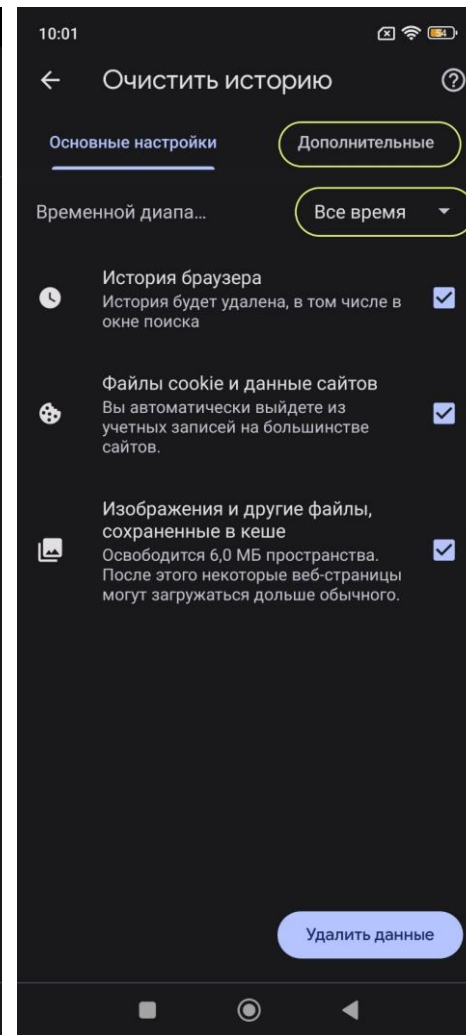 10:01
54
Очистить историю
Основные настройки
Дополнительные
Временной диапа...
Все время
История браузера
История будет удалена, в том числе в
окне поиска
Файлы cookie и данные сайтов
Вы автоматически выйдете из
учетных записей на большинстве
сайтов.
Изображения и другие файлы,
сохраненные в кеше
Освободится 6,0 МБ пространства.
После этого некоторые веб-страницы
могут загружаться дольше обычного.
Удалить данные